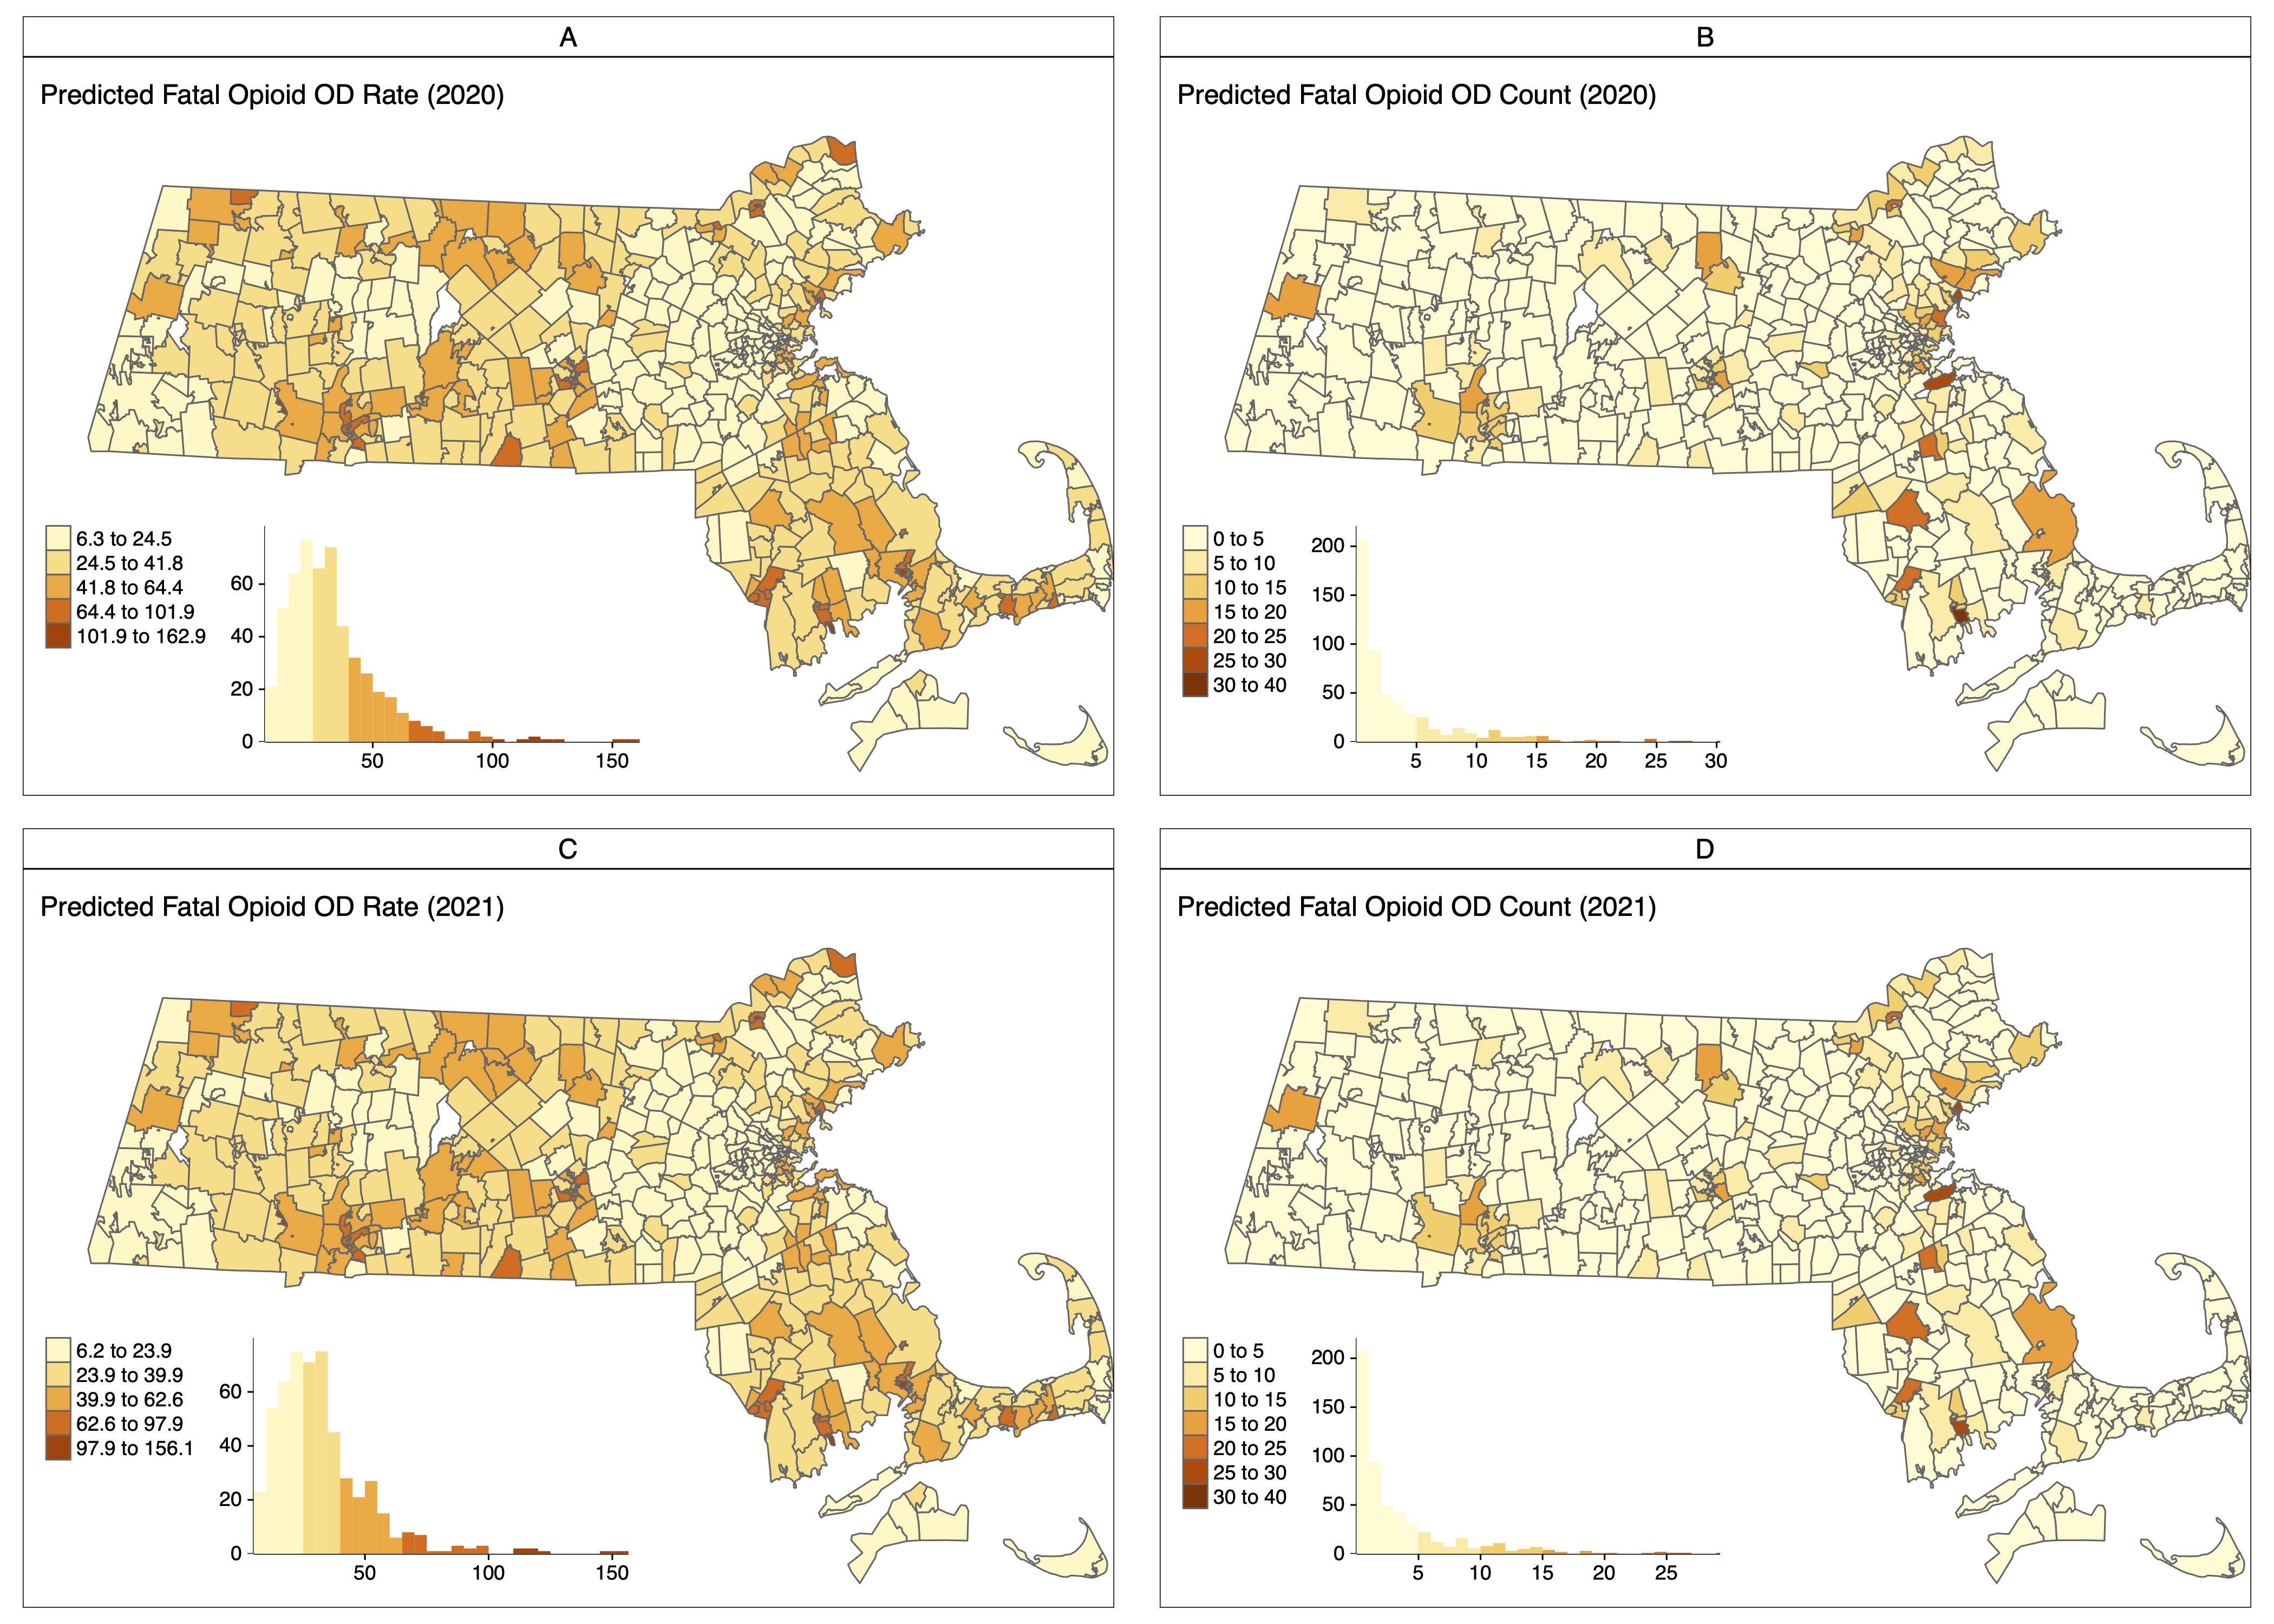 A
Predicted Fatal Opioid OD Rate (2020)
6.3 to 24.5
24.5 to 41.8
41.8 to 64.4
64.4 to 101.9
101.9 to 162.9
60
40
20
0
50 100 150
B
Predicted Fatal Opioid OD Count (2020)
0 to 5
5 to 10
10 to 15
15 to 20
20 to 25
25 to 30
30 to 40
200
150
100
50
0
5 10 15 20 25 30
C
Predicted Fatal Opioid OD Rate (2021)
6.2 to 23.9
23.9 to 39.9
39.9 to 62.6
62.6 to 97.9
97.9 to 156.1
60
40
20
0
50 100 150
D
Predicted Fatal Opioid OD Count (2021)
0 to 5
5 to 10
10 to 15
15 to 20
20 to 25
25 to 30
30 to 40
200
150
100
50
0
5 10 15 20 25